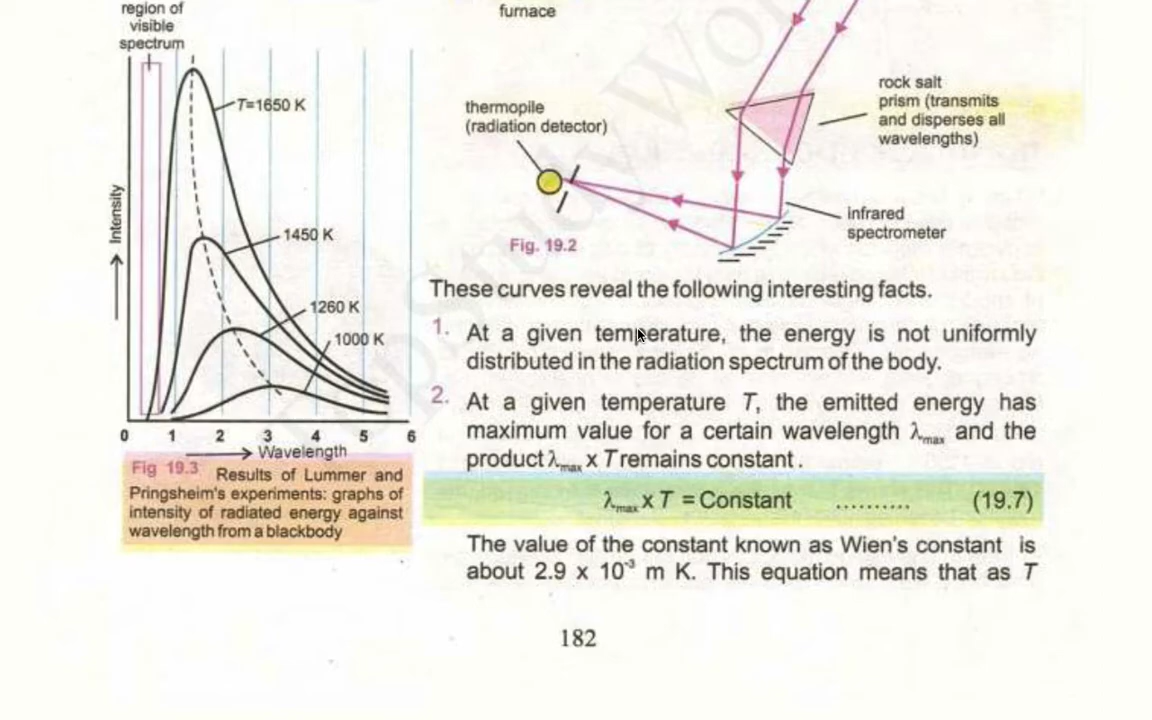 region of
visible
spectrum
T=1650 K
1450 K
1260 K
1000 K
Intensity
0 1 2 3 4 5 6
Wavelength
Fig 19.3 Results of Lummer and
Pringsheim's experiments: graphs of
intensity of radiated energy against
wavelength from a blackbody
furnace
thermopile
(radiation detector)
rock salt
prism (transmits
and disperses all
wavelengths)
infrared
spectrometer
Fig. 19.2
These curves reveal the following interesting facts.
1. At a given temperature, the energy is not uniformly
distributed in the radiation spectrum of the body.
2. At a given temperature T, the emitted energy has
maximum value for a certain wavelength λmax and the
product λmax x T remains constant.
λmax x T = Constant .......... (19.7)
The value of the constant known as Wien's constant is
about 2.9 x 10⁻³ m K. This equation means that as T
182